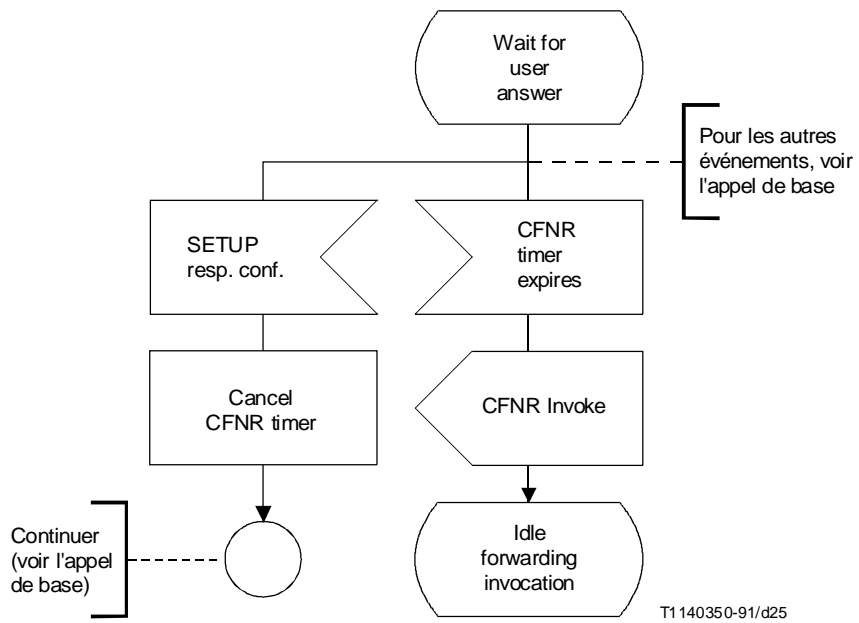 Wait for
user
answer
Pour les autres
événements, voir
l'appel de base
SETUP
resp. conf.
CFNR
timer
expires
Cancel
CFNR timer
CFNR Invoke
Continuer
(voir l'appel
de base)
Idle
forwarding
invocation
T1140350-91/d25